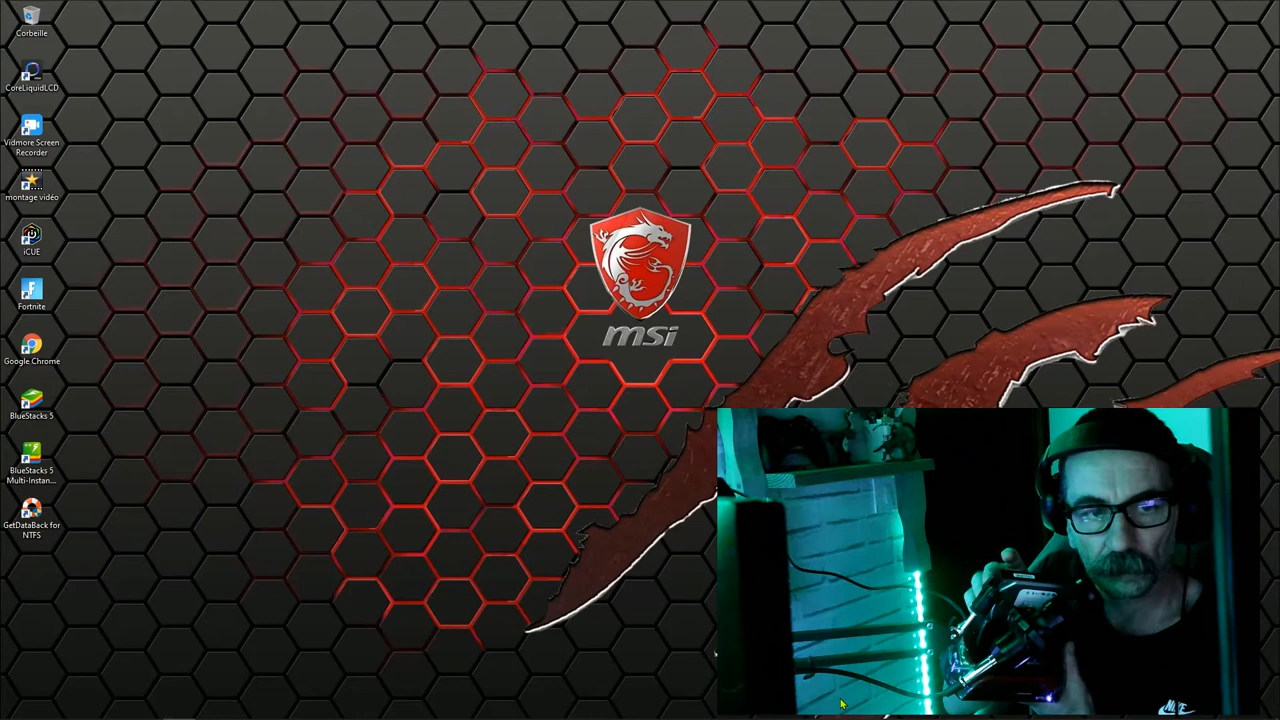 Corbeille
CoreLiquidLCD
Vidmore Screen
Recorder
montage vidéo
iCUE
Fortnite
Google Chrome
BlueStacks 5
BlueStacks 5
Multi-Instan...
GetDataBack for
NTFS
msi
NIKE